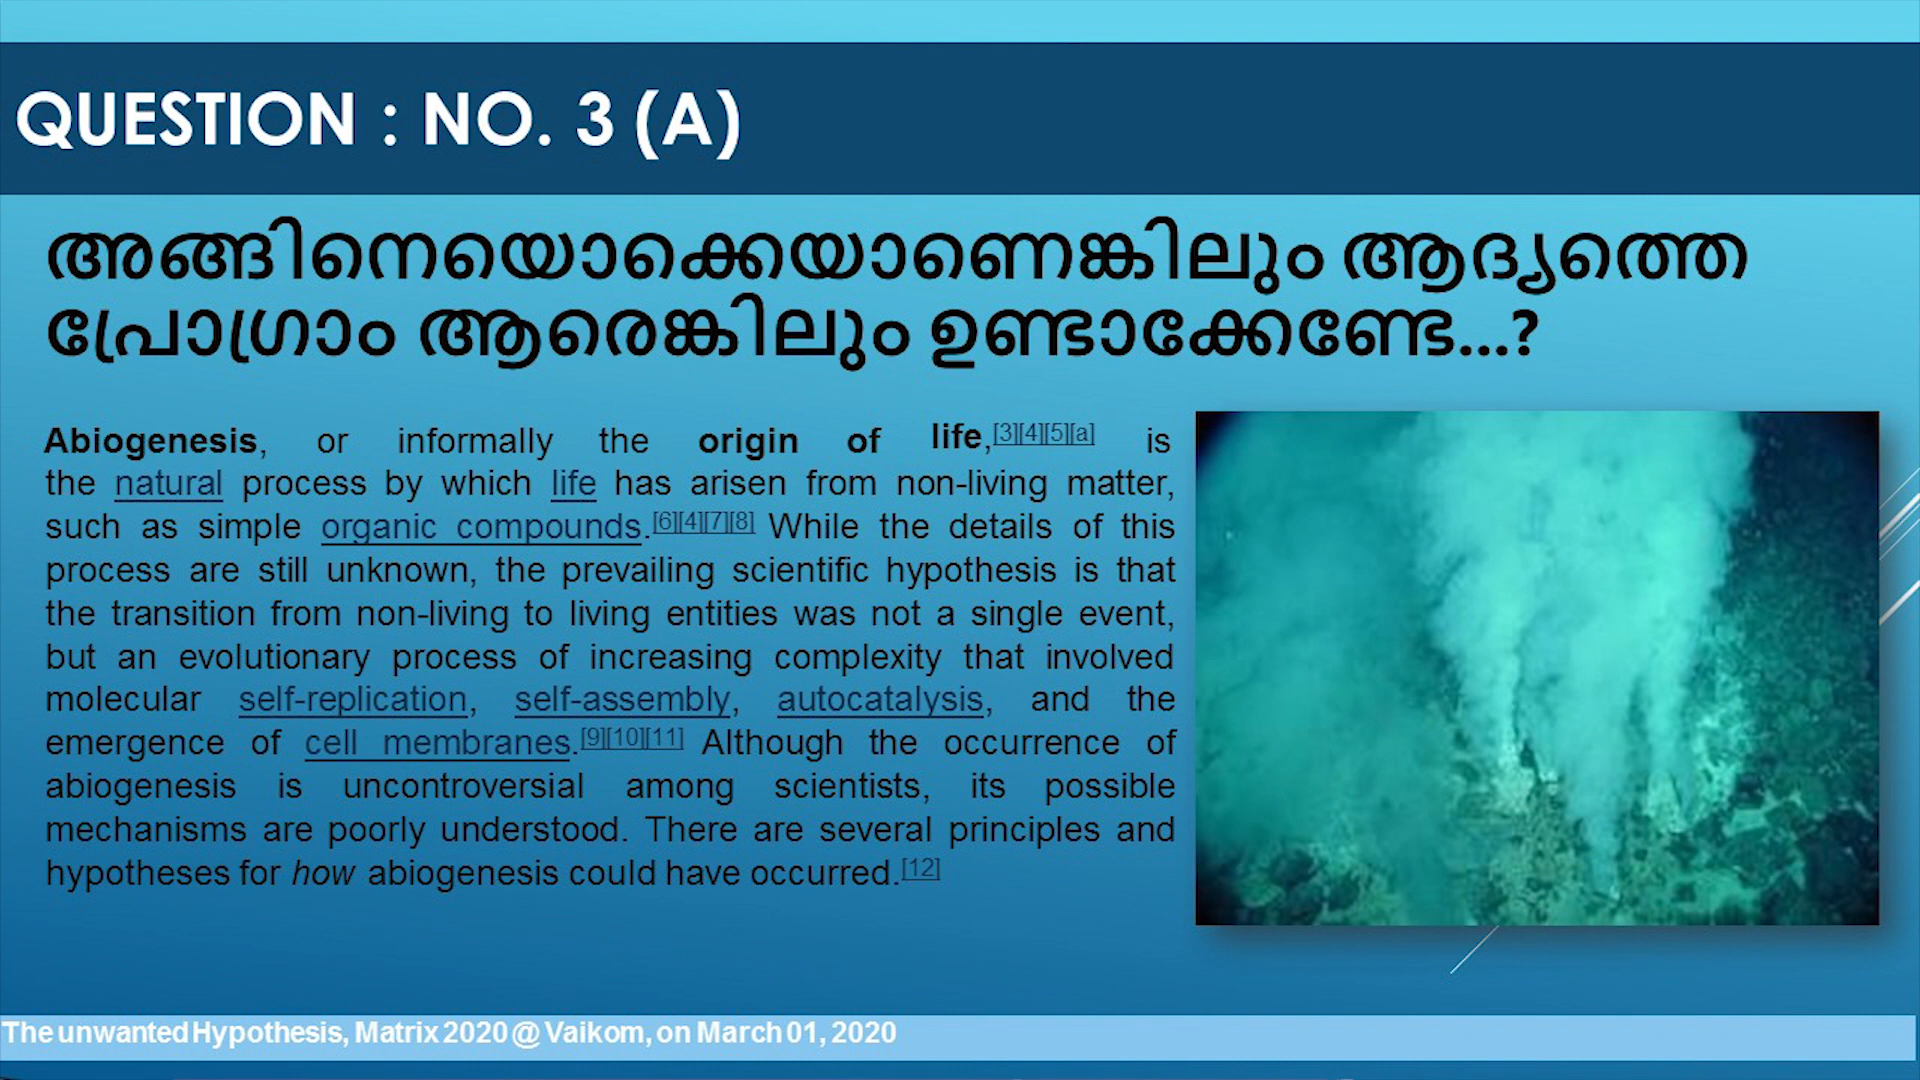 QUESTION : NO. 3 (A)
അങ്ങിനെയൊക്കെയാണെങ്കിലും ആദ്യത്തെ
പ്രോഗ്രാം ആരെങ്കിലും ഉണ്ടാക്കേണ്ടേ...?
Abiogenesis, or informally the origin of life,[3][4][5][a] is
the natural process by which life has arisen from non-living matter,
such as simple organic compounds.[6][4][7][8] While the details of this
process are still unknown, the prevailing scientific hypothesis is that
the transition from non-living to living entities was not a single event,
but an evolutionary process of increasing complexity that involved
molecular self-replication, self-assembly, autocatalysis, and the
emergence of cell membranes.[9][10][11] Although the occurrence of
abiogenesis is uncontroversial among scientists, its possible
mechanisms are poorly understood. There are several principles and
hypotheses for how abiogenesis could have occurred.[12]
The unwanted Hypothesis, Matrix 2020 @ Vaikom, on March 01, 2020